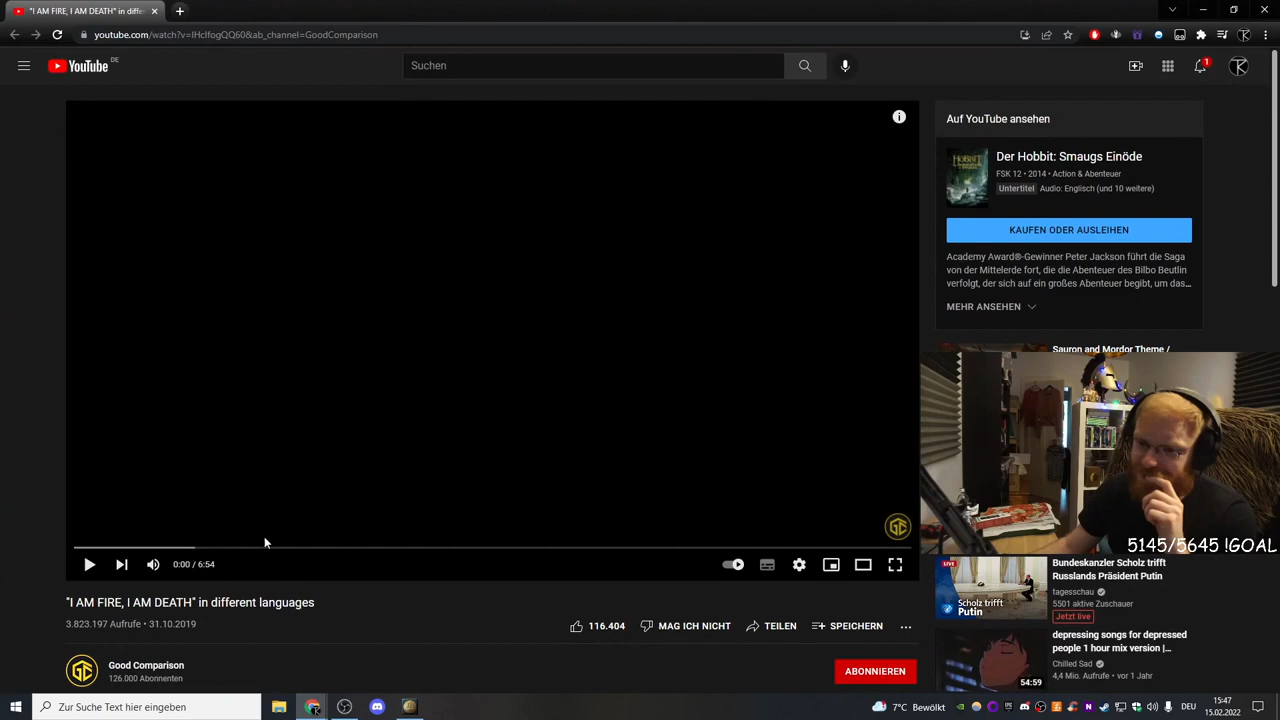 "I AM FIRE, I AM DEATH" in differ
youtube.com/watch?v=IHcIfogQQ60&ab_channel=GoodComparison
YouTube DE
Suchen
1
Auf YouTube ansehen
Der Hobbit: Smaugs Einöde
FSK 12 • 2014 • Action & Abenteuer
Untertitel Audio: Englisch (und 10 weitere)
KAUFEN ODER AUSLEIHEN
Academy Award®-Gewinner Peter Jackson führt die Saga
von der Mittelerde fort, die die Abenteuer des Bilbo Beutlin
verfolgt, der sich auf ein großes Abenteuer begibt, um das...
MEHR ANSEHEN
Sauron and Mordor Theme /
GC
0:00 / 6:54
5145/5645 !GOAL
"I AM FIRE, I AM DEATH" in different languages
3.823.197 Aufrufe • 31.10.2019
116.404 MAG ICH NICHT TEILEN SPEICHERN
GC
Good Comparison
126.000 Abonnenten
ABONNIEREN
LIVE
Scholz trifft
Putin
Bundeskanzler Scholz trifft
Russlands Präsident Putin
tagesschau
5501 aktive Zuschauer
Jetzt live
54:59
depressing songs for depressed
people 1 hour mix version |...
Chilled Sad
4,4 Mio. Aufrufe • vor 1 Jahr
Zur Suche Text hier eingeben
7°C Bewölkt
DEU
15:47
15.02.2022